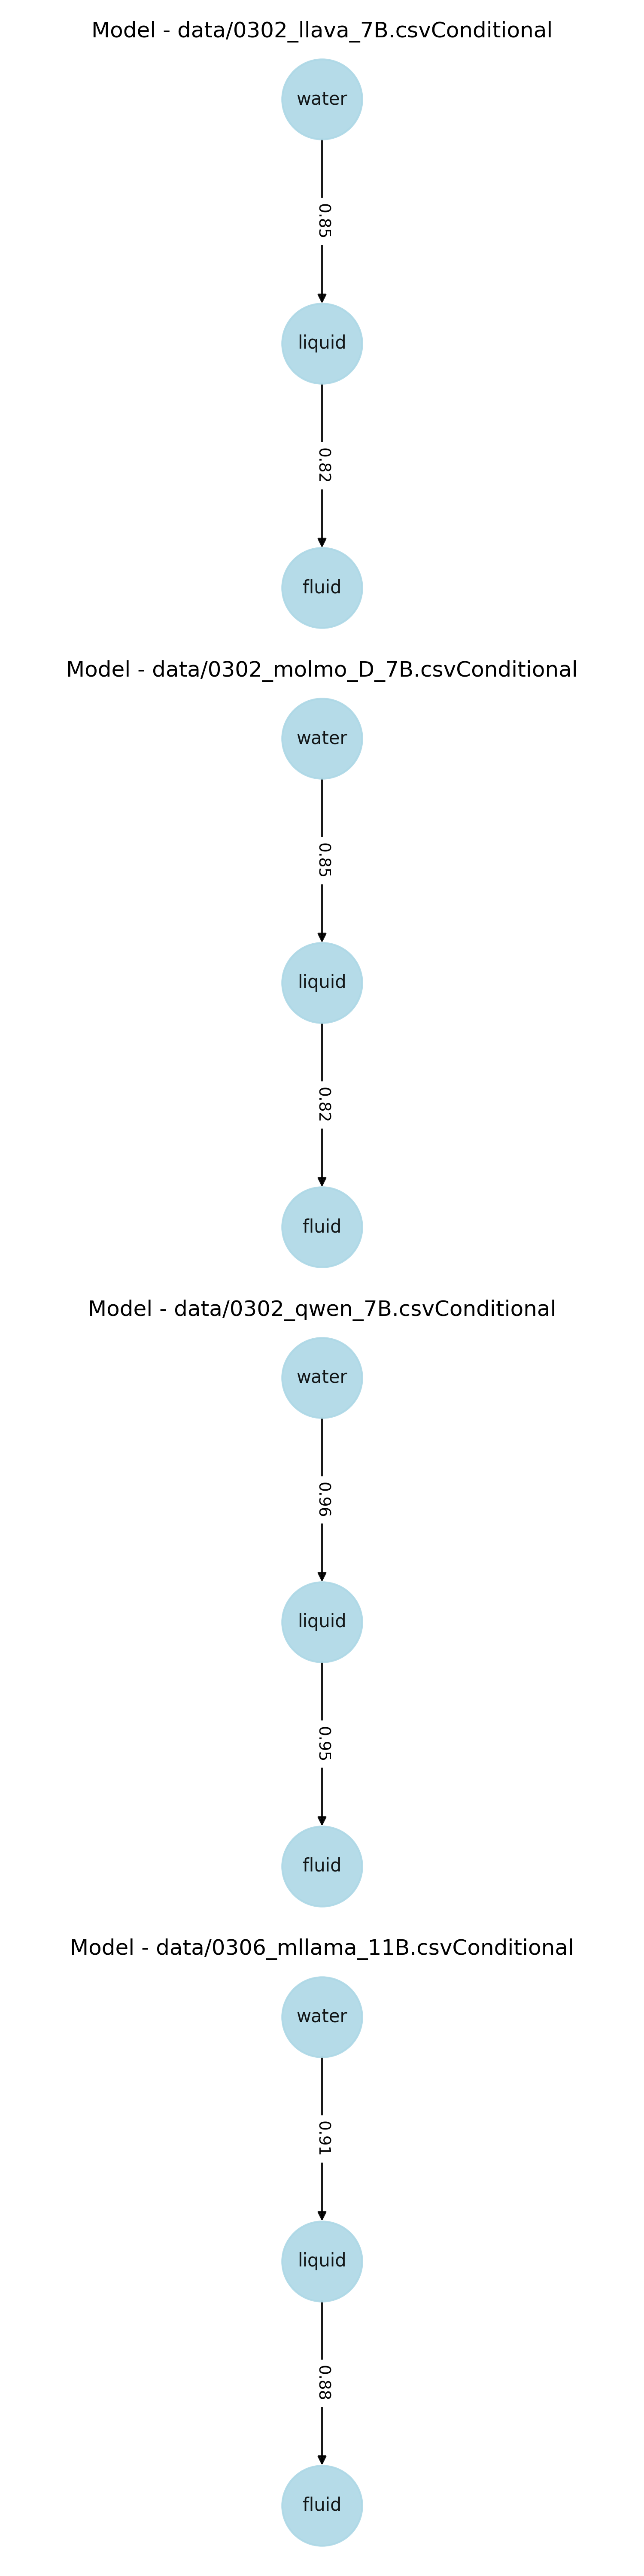 Model - data/0302_llava_7B.csvConditional
water
0.85
liquid
0.82
fluid
Model - data/0302_molmo_D_7B.csvConditional
water
0.85
liquid
0.82
fluid
Model - data/0302_qwen_7B.csvConditional
water
0.96
liquid
0.95
fluid
Model - data/0306_mllama_11B.csvConditional
water
0.91
liquid
0.88
fluid